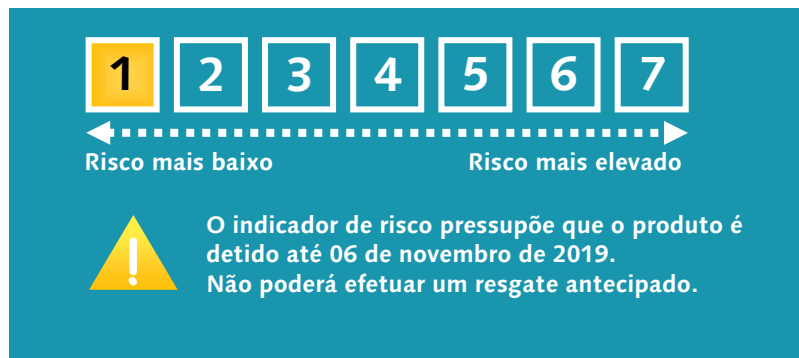 1 2 3 4 5 6 7
Risco mais baixo Risco mais elevado
O indicador de risco pressupõe que o produto é
detido até 06 de novembro de 2019.
Não poderá efetuar um resgate antecipado.